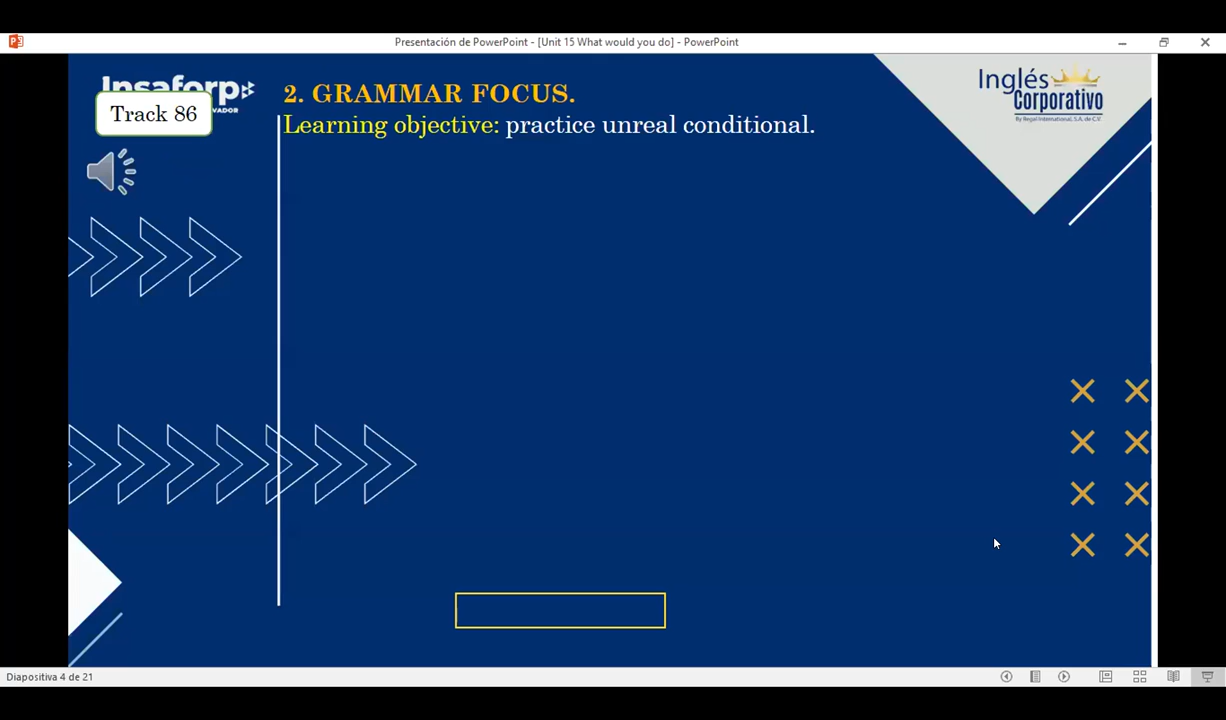 Presentación de PowerPoint - [Unit 15 What would you do] - PowerPoint
Insaforp
Track 86
VADOR
2. GRAMMAR FOCUS.
Learning objective: practice unreal conditional.
Inglés
Corporativo
By Regal International, S.A. de C.V.
Diapositiva 4 de 21